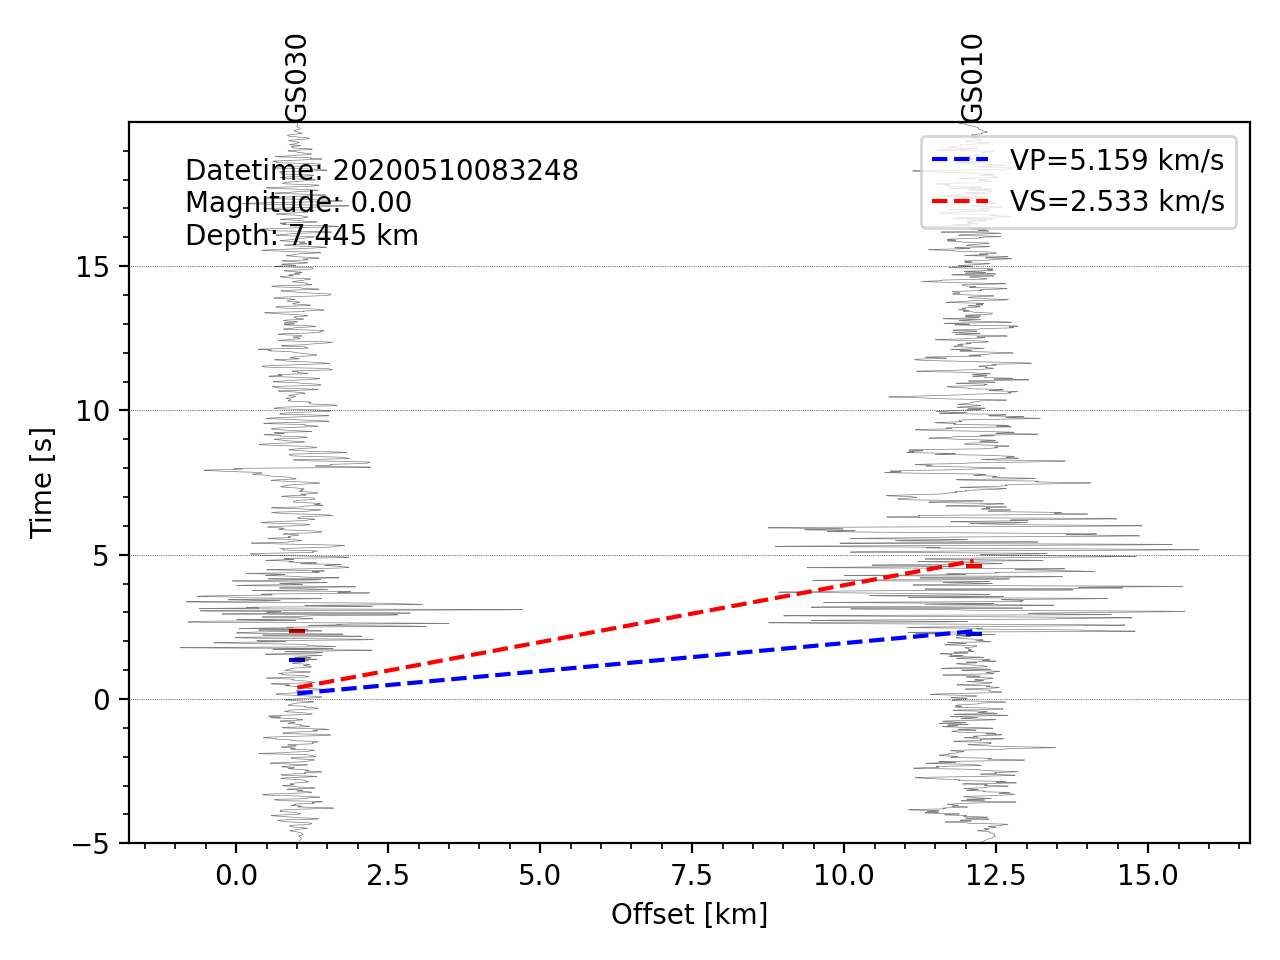 GS030
GS010
Datetime: 20200510083248
Magnitude: 0.00
Depth: 7.445 km
VP=5.159 km/s
VS=2.533 km/s
15
10
5
0
−5
Time [s]
0.0 2.5 5.0 7.5 10.0 12.5 15.0
Offset [km]